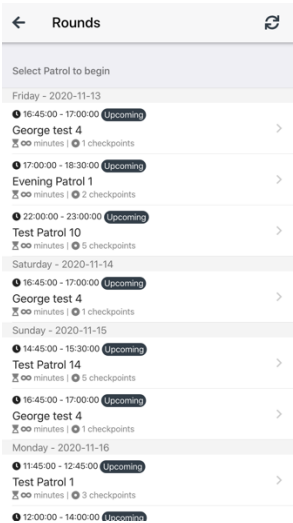 Rounds
Select Patrol to begin
Friday - 2020-11-13
16:45:00 - 17:00:00 Upcoming
George test 4
∞ minutes | 1 checkpoints
17:00:00 - 18:30:00 Upcoming
Evening Patrol 1
∞ minutes | 2 checkpoints
22:00:00 - 23:00:00 Upcoming
Test Patrol 10
∞ minutes | 5 checkpoints
Saturday - 2020-11-14
16:45:00 - 17:00:00 Upcoming
George test 4
∞ minutes | 1 checkpoints
Sunday - 2020-11-15
14:45:00 - 15:30:00 Upcoming
Test Patrol 14
∞ minutes | 5 checkpoints
16:45:00 - 17:00:00 Upcoming
George test 4
∞ minutes | 1 checkpoints
Monday - 2020-11-16
11:45:00 - 12:45:00 Upcoming
Test Patrol 1
∞ minutes | 3 checkpoints
12:00:00 - 14:00:00 Upcoming